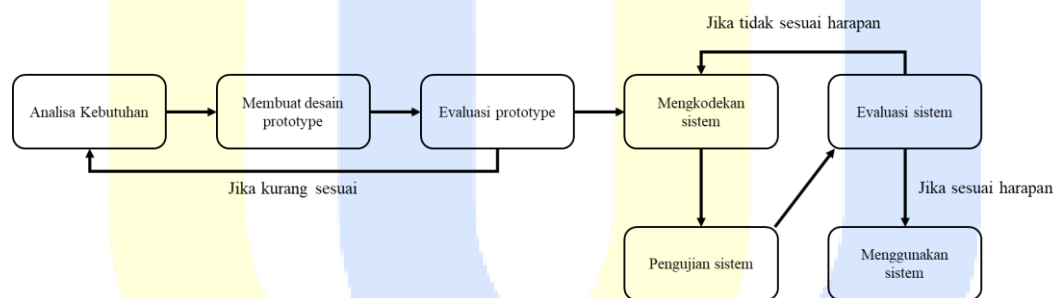 Jika tidak sesuai harapan
Analisa Kebutuhan
Membuat desain
prototype
Evaluasi prototype
Mengkodekan
sistem
Evaluasi sistem
Jika kurang sesuai
Jika sesuai harapan
Pengujian sistem
Menggunakan
sistem